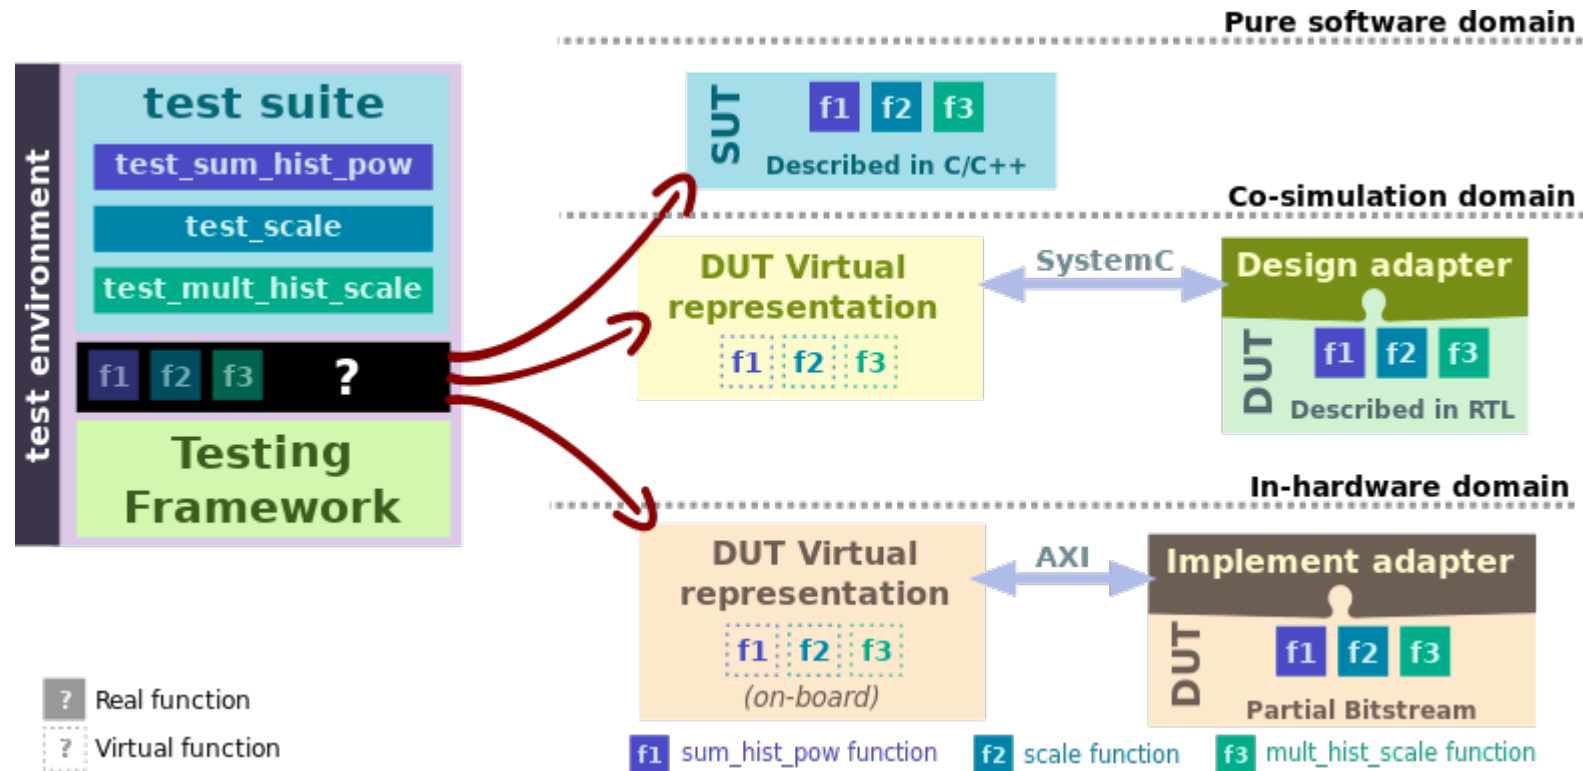 Pure software domain
test environment
test suite
test_sum_hist_pow
test_scale
test_mult_hist_scale
f1 f2 f3 ?
Testing
Framework
SUT
f1 f2 f3
Described in C/C++
Co-simulation domain
DUT Virtual
representation
f1 f2 f3
SystemC
Design adapter
DUT
f1 f2 f3
Described in RTL
In-hardware domain
DUT Virtual
representation
f1 f2 f3
(on-board)
AXI
Implement adapter
DUT
f1 f2 f3
Partial Bitstream
? Real function
? Virtual function
f1 sum_hist_pow function f2 scale function f3 mult_hist_scale function